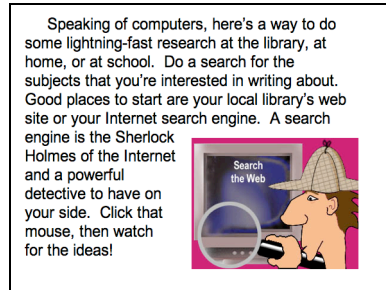 Speaking of computers, here's a way to do
some lightning-fast research at the library, at
home, or at school.  Do a search for the
subjects that you're interested in writing about.
Good places to start are your local library's web
site or your Internet search engine.  A search
engine is the Sherlock
Holmes of the Internet
and a powerful
detective to have on
your side.  Click that
mouse, then watch
for the ideas!
Search
the Web